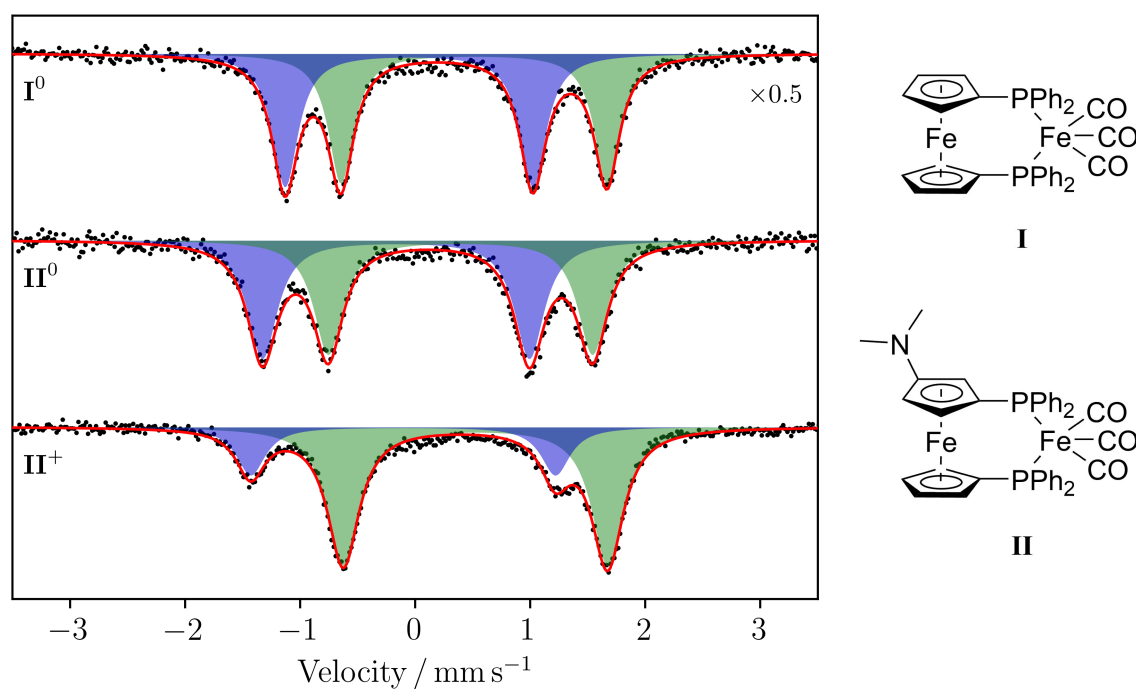 I⁰
×0.5
II⁰
II⁺
−3 −2 −1 0 1 2 3
Velocity / mm s⁻¹
PPh₂
CO
Fe
Fe
CO
CO
PPh₂
I
N
PPh₂
CO
Fe
Fe
CO
CO
PPh₂
II